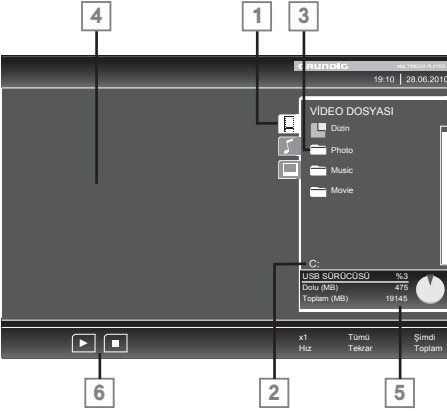 4 1 3
GRUNDIG MULTIMEDIA PLAYER
19:10 | 28.06.2010
VİDEO DOSYASI
Dizin
Photo
Music
Movie
C:
USB SÜRÜCÜSÜ %3
Dolu (MB) 475
Toplam (MB) 19145
x1 Tümü Şimdi
Hız Tekrar Toplam
6 2 5